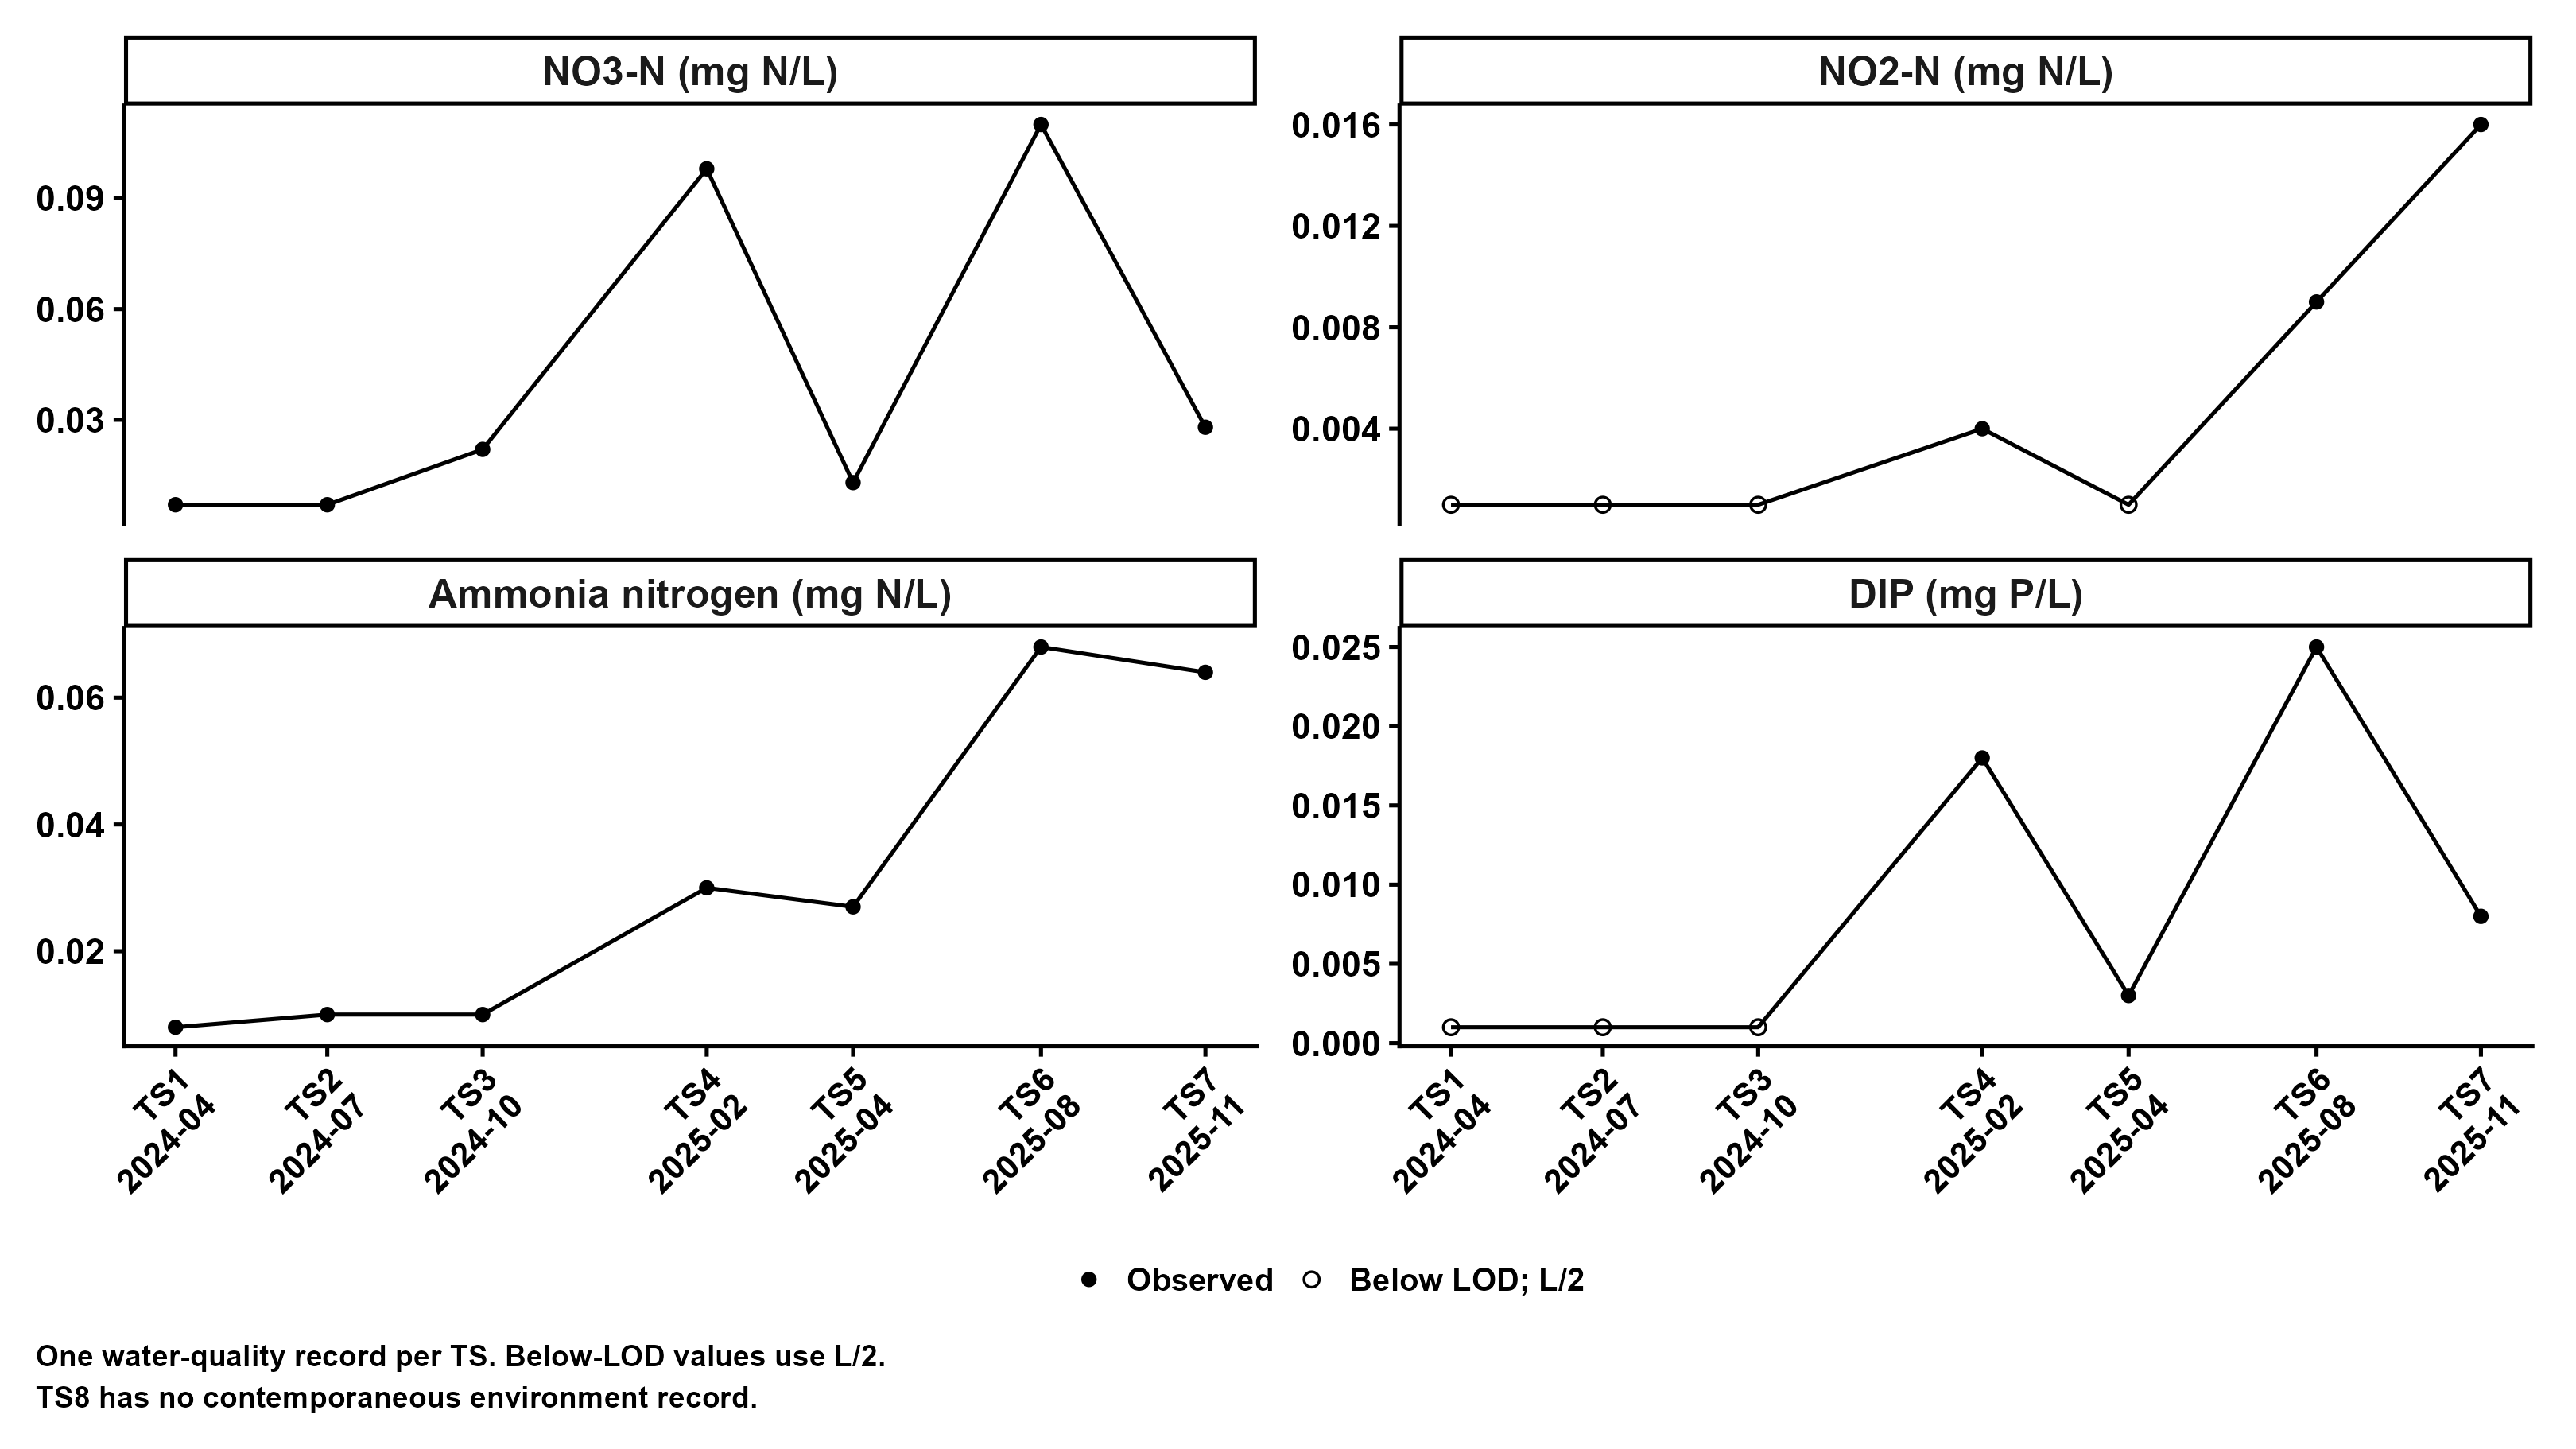 NO3-N (mg N/L)
0.09
0.06
0.03
NO2-N (mg N/L)
0.016
0.012
0.008
0.004
Ammonia nitrogen (mg N/L)
0.06
0.04
0.02
TS1
2024-04
TS2
2024-07
TS3
2024-10
TS4
2025-02
TS5
2025-04
TS6
2025-08
TS7
2025-11
DIP (mg P/L)
0.025
0.020
0.015
0.010
0.005
0.000
TS1
2024-04
TS2
2024-07
TS3
2024-10
TS4
2025-02
TS5
2025-04
TS6
2025-08
TS7
2025-11
Observed
Below LOD; L/2
One water-quality record per TS. Below-LOD values use L/2.
TS8 has no contemporaneous environment record.